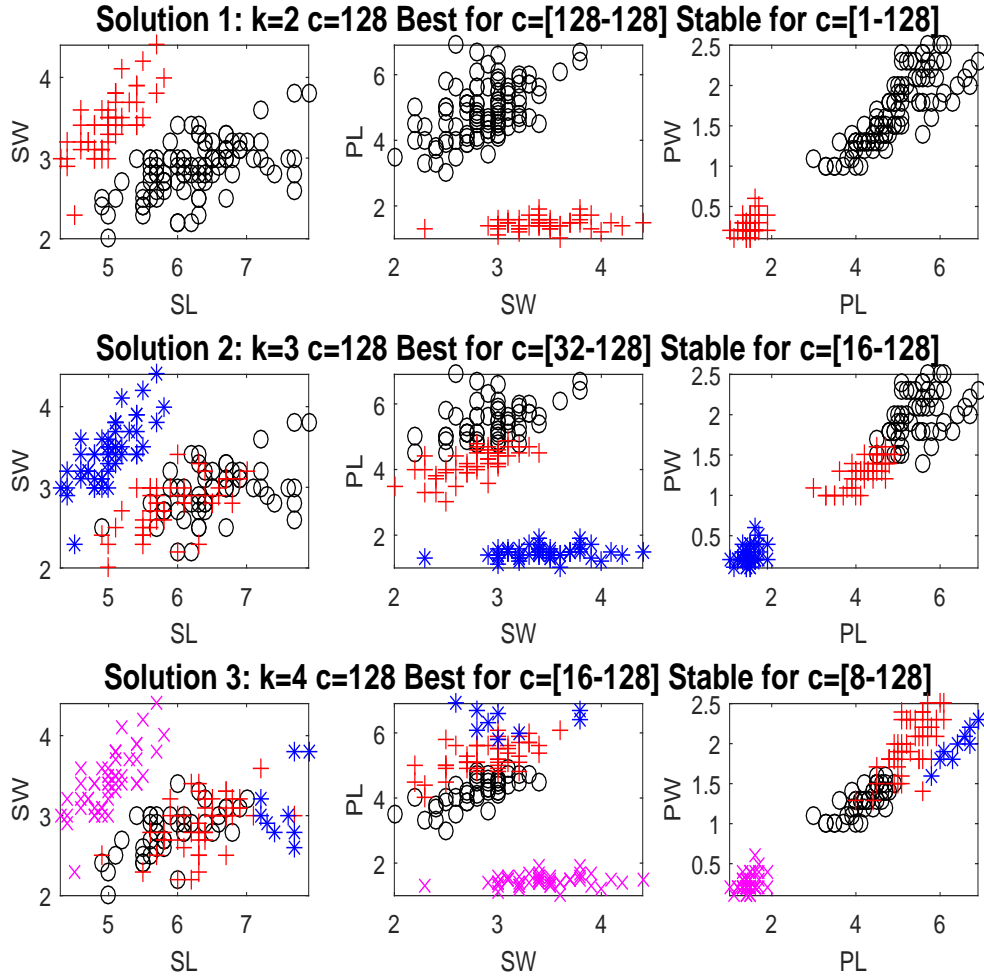 Solution 1: k=2 c=128 Best for c=[128-128] Stable for c=[1-128]
SW
4
3
2
5 6 7
SL
PL
6
4
2
2 3 4
SW
PW
2.5
2
1.5
1
0.5
2 4 6
PL
Solution 2: k=3 c=128 Best for c=[32-128] Stable for c=[16-128]
SW
4
3
2
5 6 7
SL
PL
6
4
2
2 3 4
SW
PW
2.5
2
1.5
1
0.5
2 4 6
PL
Solution 3: k=4 c=128 Best for c=[16-128] Stable for c=[8-128]
SW
4
3
2
5 6 7
SL
PL
6
4
2
2 3 4
SW
PW
2.5
2
1.5
1
0.5
2 4 6
PL